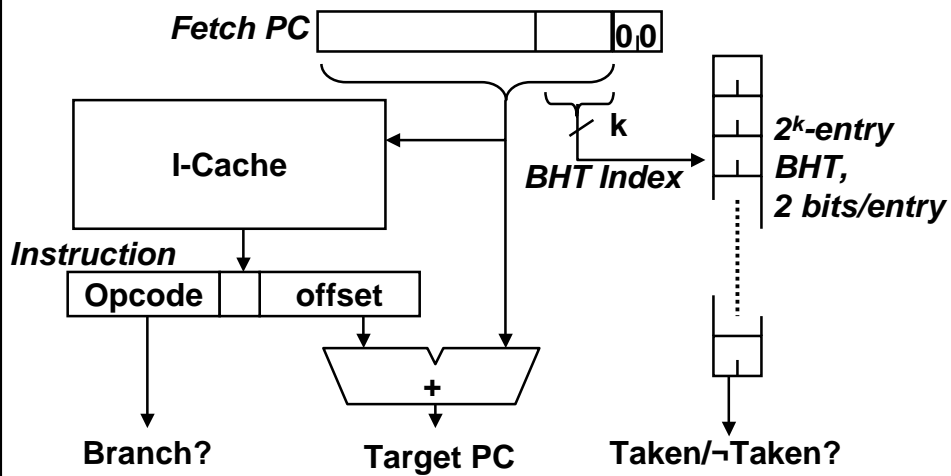 Fetch PC
0 0
k
2ᵏ-entry
BHT,
2 bits/entry
I-Cache
BHT Index
Instruction
Opcode
offset
+
Branch?
Target PC
Taken/¬Taken?